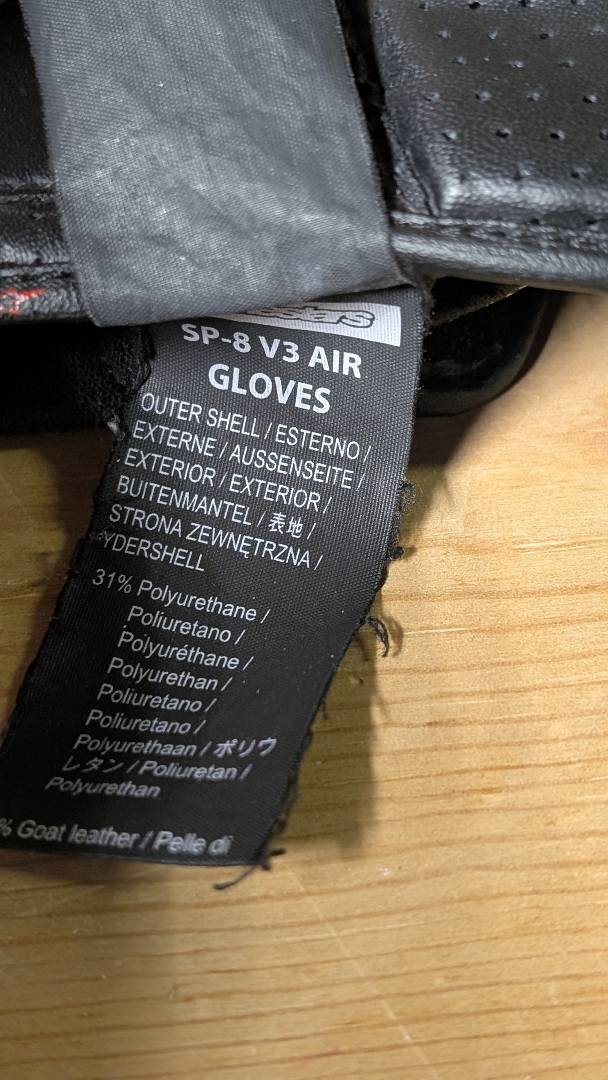 SP-8 V3 AIR
GLOVES
OUTER SHELL / ESTERNO /
EXTERNE / AUSSENSEITE /
EXTERIOR / EXTERIOR /
BUITENMANTEL / 表地 /
STRONA ZEWNĘTRZNA /
YDERSHELL
31% Polyurethane /
Poliuretano /
Polyuréthane /
Polyurethan /
Poliuretano /
Poliuretano /
Polyurethaan / ポリウ
レタン / Poliuretan /
Polyurethan
% Goat leather / Pelle di